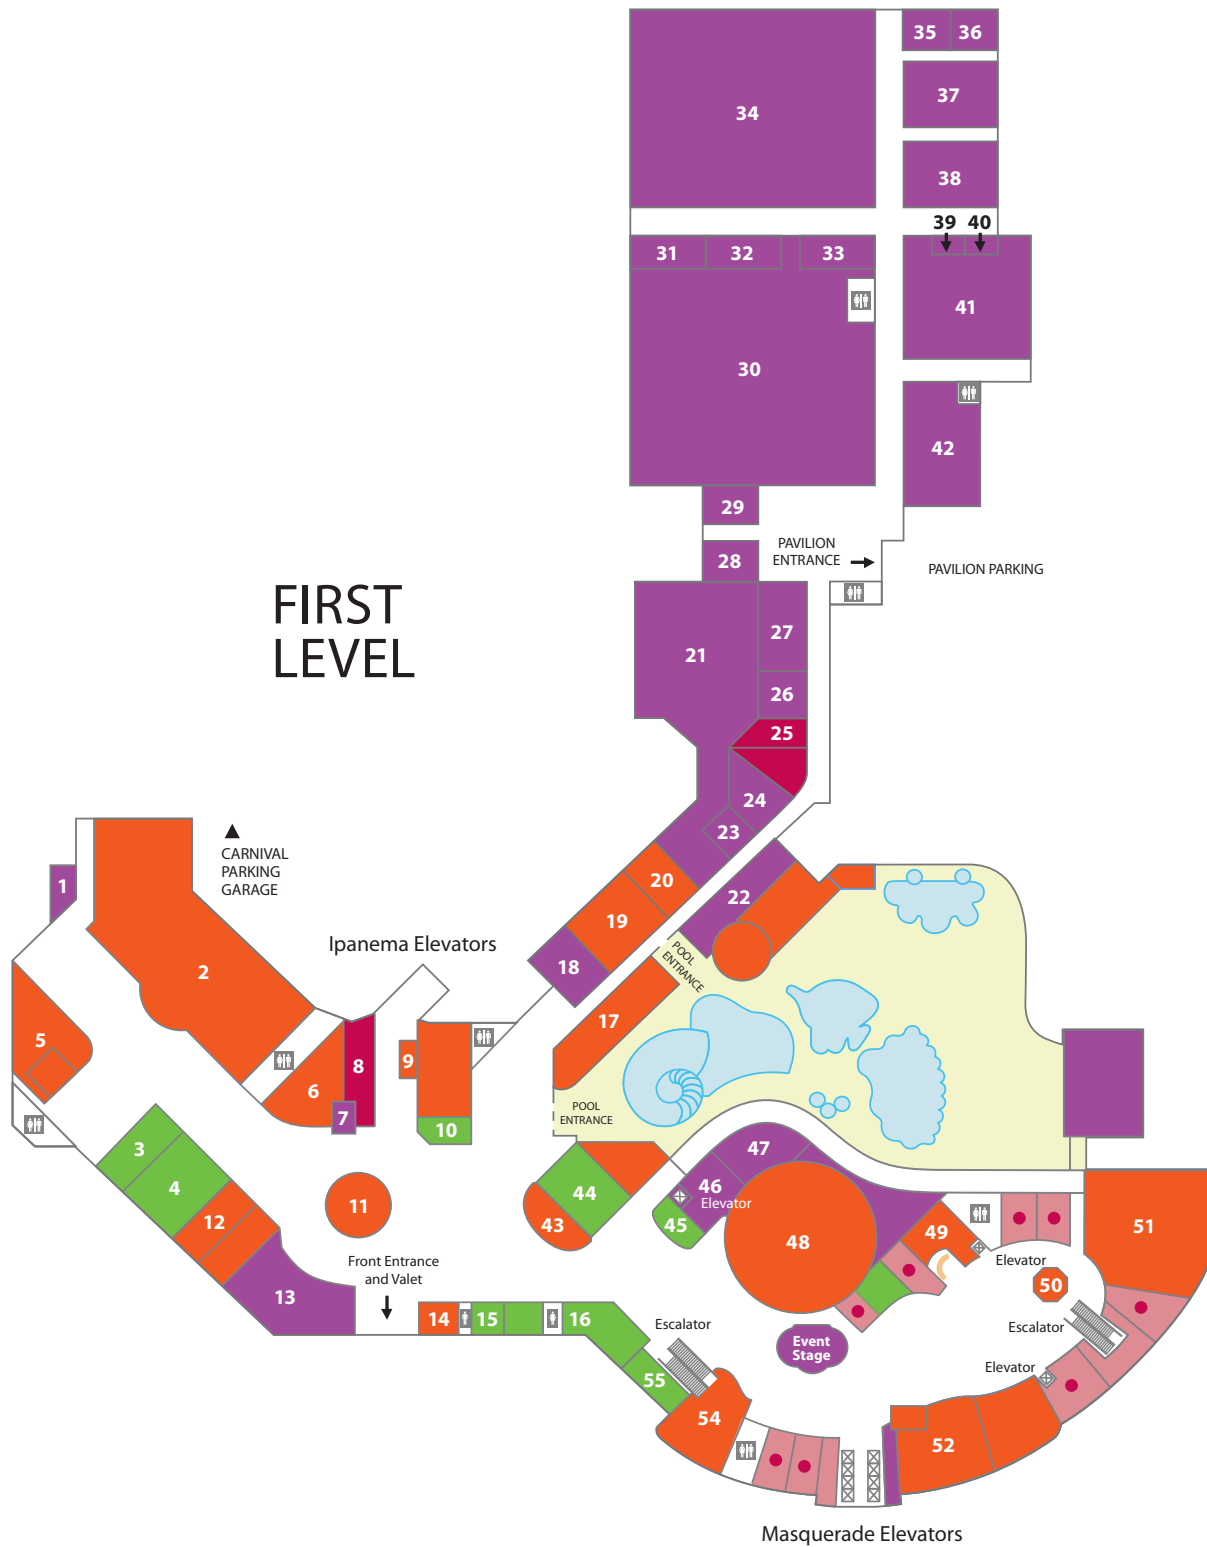 35 36
34
37
38
39 40
31 32 33
41
30
42
29
PAVILION
ENTRANCE
28
PAVILION PARKING
FIRST
LEVEL
27
21
26
25
24
23
20
CARNIVAL
PARKING
GARAGE
1
22
19
Ipanema Elevators
18
POOL
ENTRANCE
2
17
5
9
8
6
7
10
POOL
ENTRANCE
3
47
4
44
46
Elevator
11
12
43
45
48
49
51
Front Entrance
and Valet
Elevator
50
13
14
15
16
Escalator
Escalator
Event
Stage
Elevator
55
54
52
Masquerade Elevators